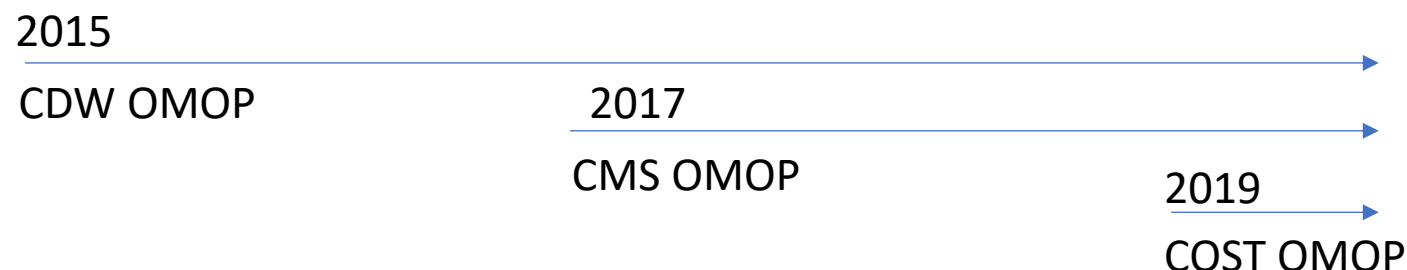 2015
CDW OMOP
2017
CMS OMOP
2019
COST OMOP